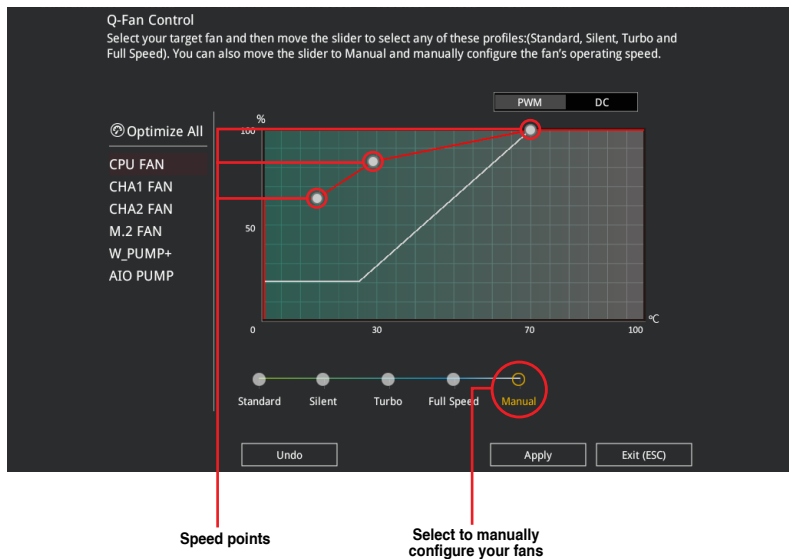 Q-Fan Control
Select your target fan and then move the slider to select any of these profiles:(Standard, Silent, Turbo and
Full Speed). You can also move the slider to Manual and manually configure the fan's operating speed.
PWM DC
%
Optimize All
100
CPU FAN
CHA1 FAN
CHA2 FAN
M.2 FAN
W_PUMP+
AIO PUMP
50
0 30 70 100 °C
Standard Silent Turbo Full Speed Manual
Undo Apply Exit (ESC)
Speed points
Select to manually
configure your fans